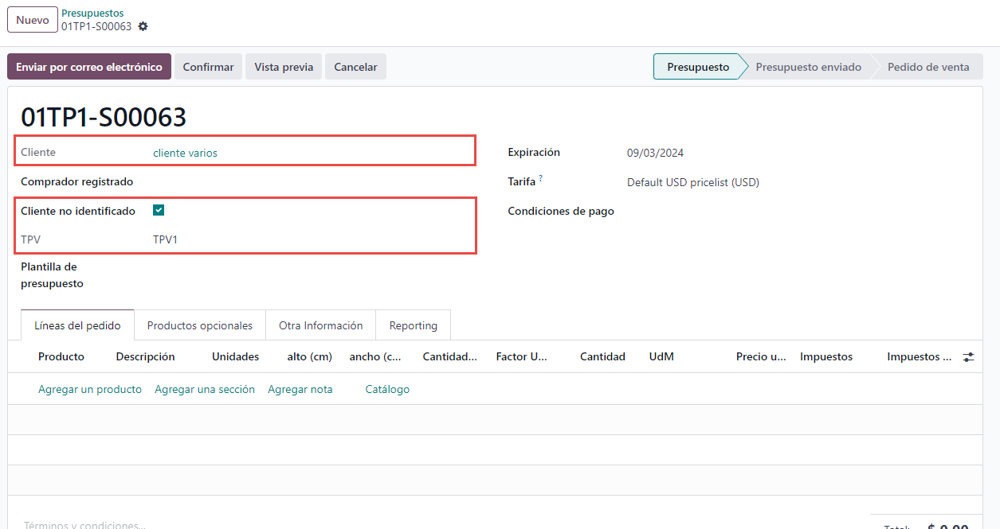 Nuevo
Presupuestos
01TP1-S00063
Enviar por correo electrónico Confirmar Vista previa Cancelar Presupuesto Presupuesto enviado Pedido de venta
01TP1-S00063
Cliente cliente varios
Expiración 09/03/2024
Comprador registrado
Tarifa ? Default USD pricelist (USD)
Cliente no identificado
Condiciones de pago
TPV TPV1
Plantilla de
presupuesto
Líneas del pedido Productos opcionales Otra Información Reporting
Producto Descripción Unidades alto (cm) ancho (c... Cantidad... Factor U... Cantidad UdM Precio u... Impuestos Impuestos ...
Agregar un producto Agregar una sección Agregar nota Catálogo
Términos y condiciones...
Total: $ 0.00